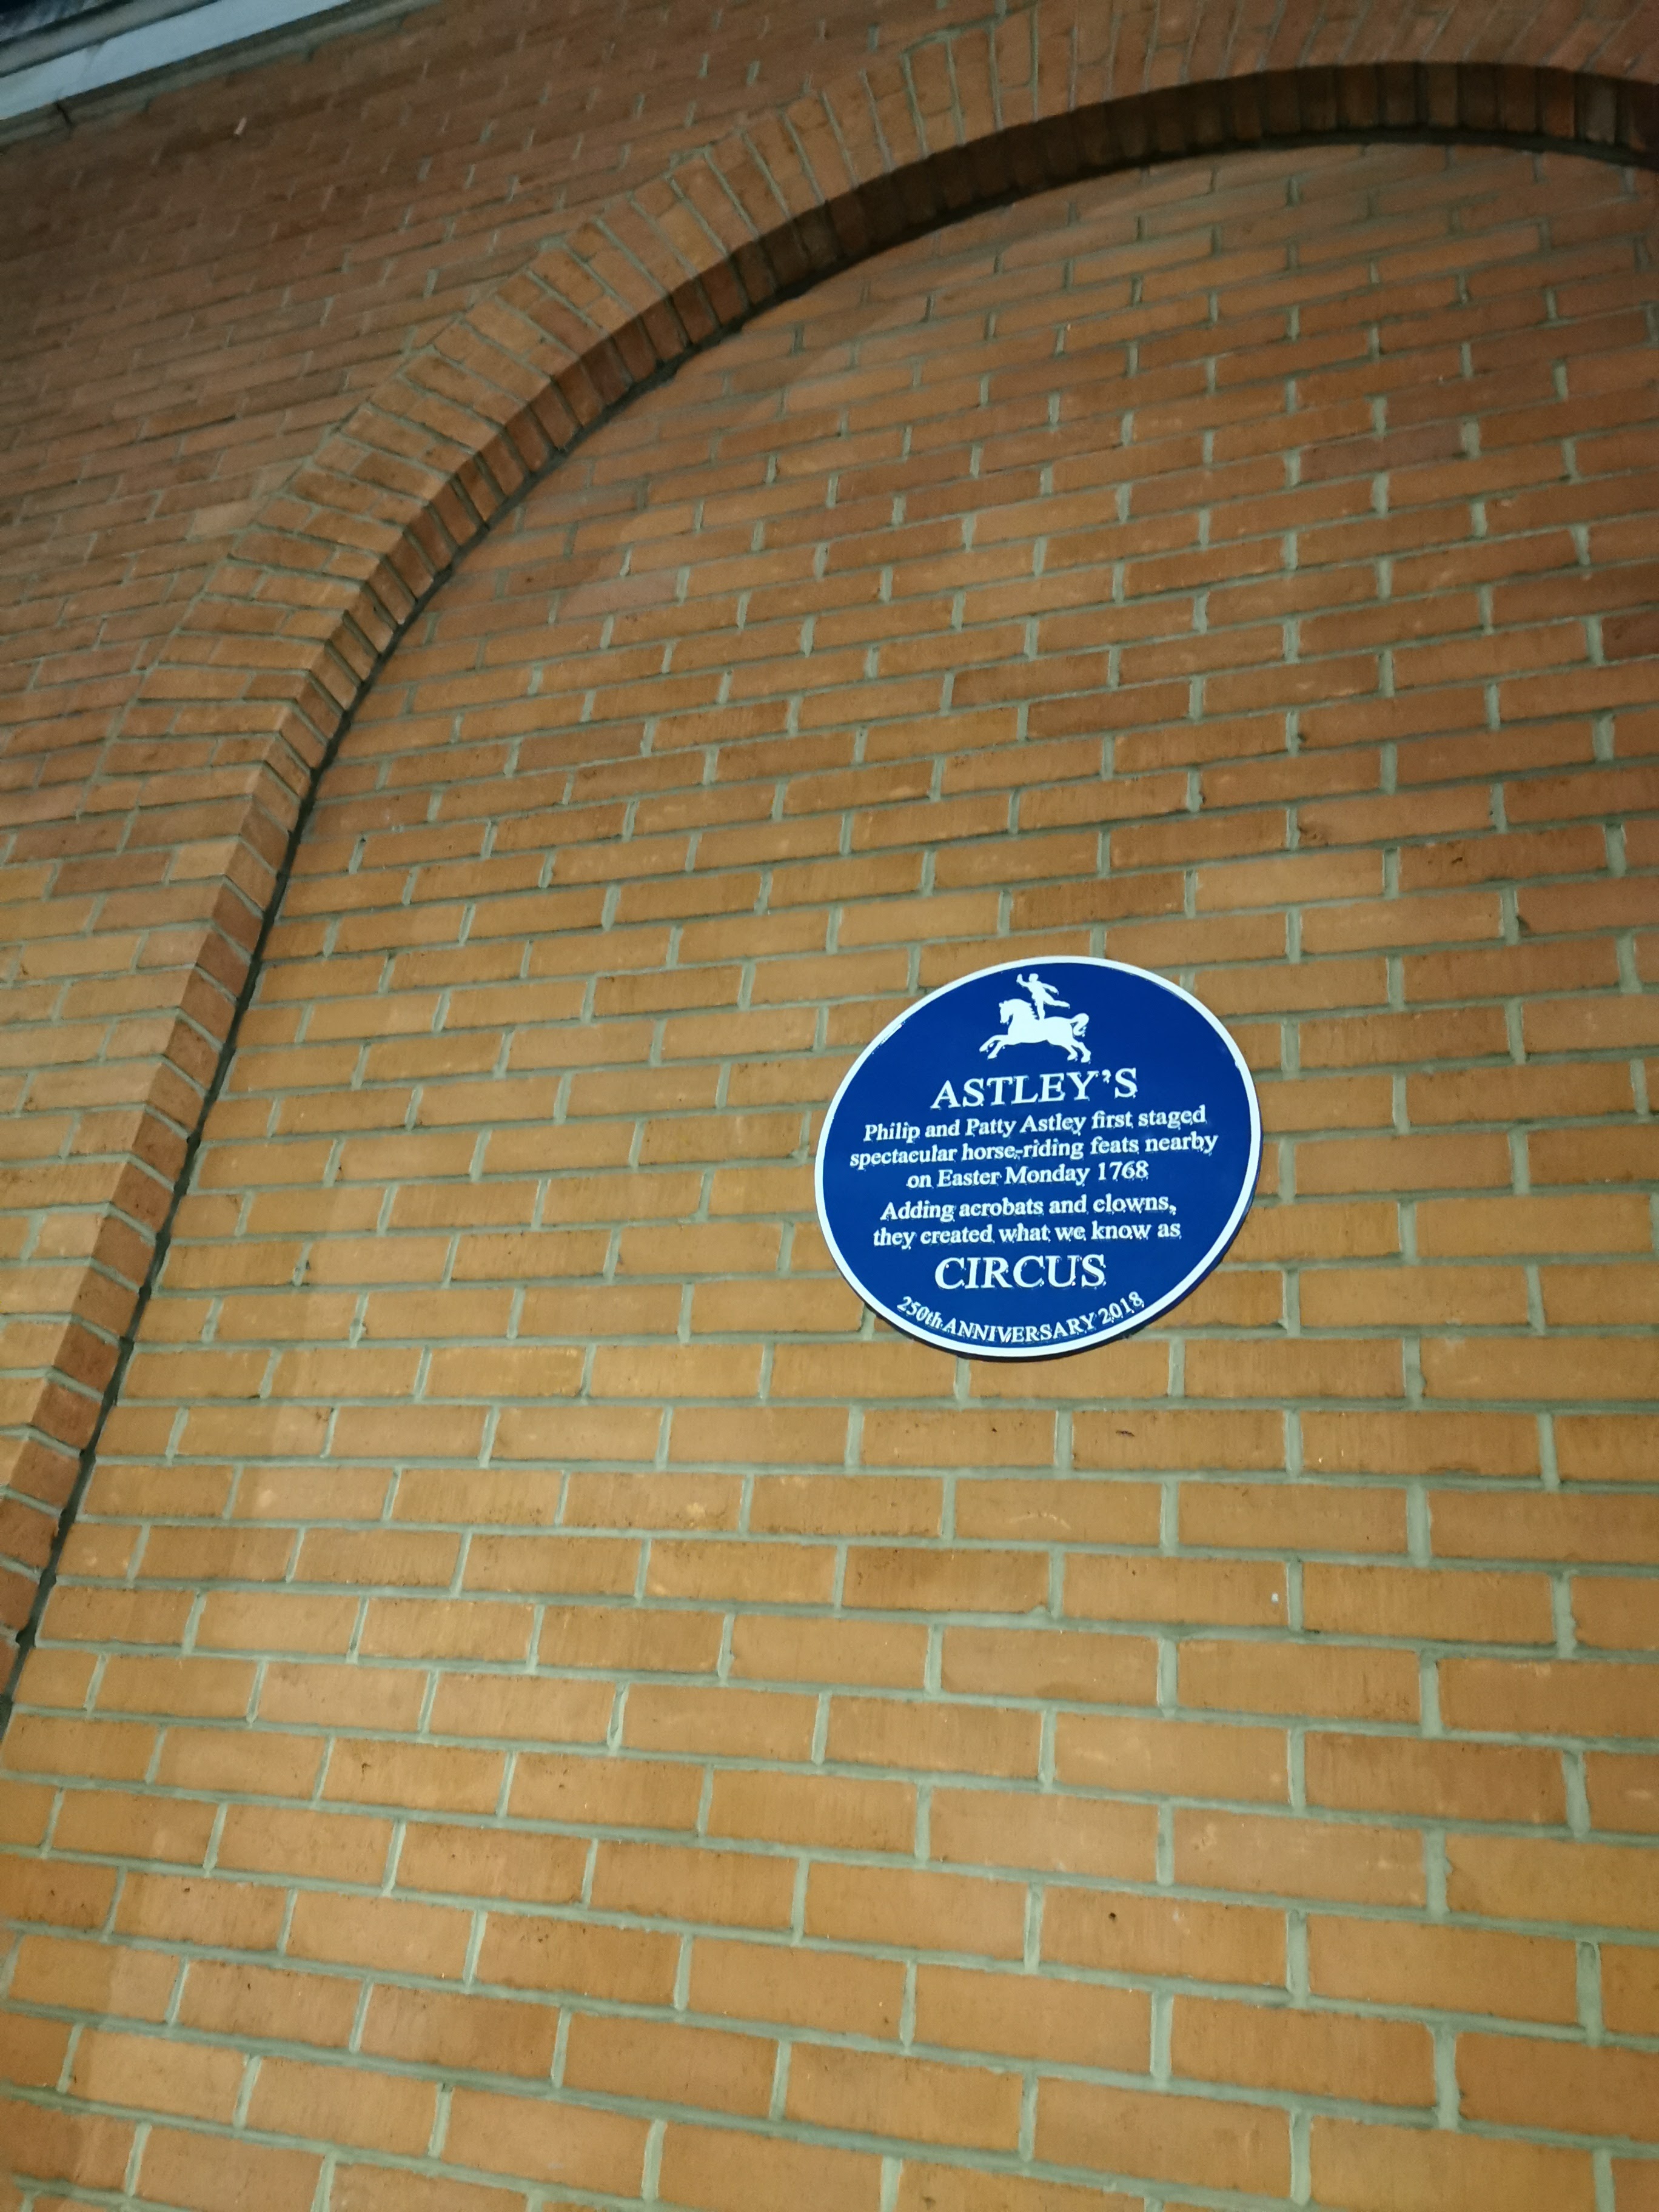 ASTLEY'S
Philip and Patty Astley first staged
spectacular horse-riding feats nearby
on Easter Monday 1768
Adding acrobats and clowns,
they created what we know as
CIRCUS
250th ANNIVERSARY 2018